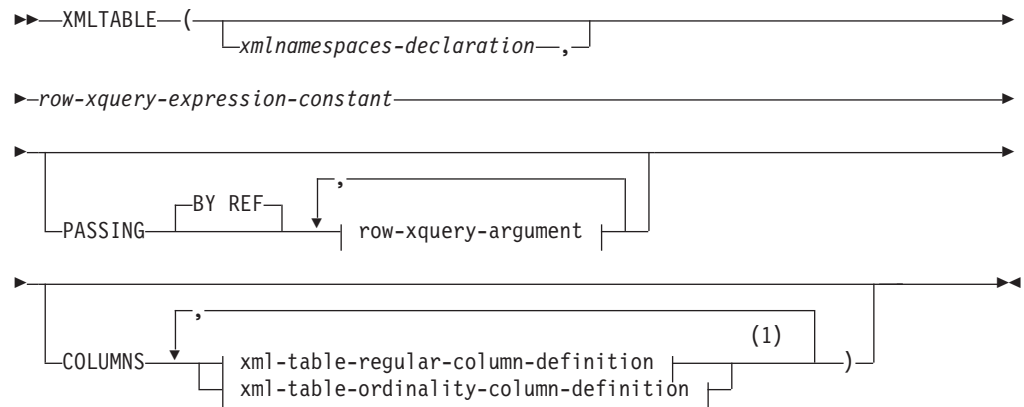 XMLTABLE (
xmlnamespaces-declaration ,
row-xquery-expression-constant
,
BY REF
PASSING row-xquery-argument
,
(1)
COLUMNS xml-table-regular-column-definition )
xml-table-ordinality-column-definition